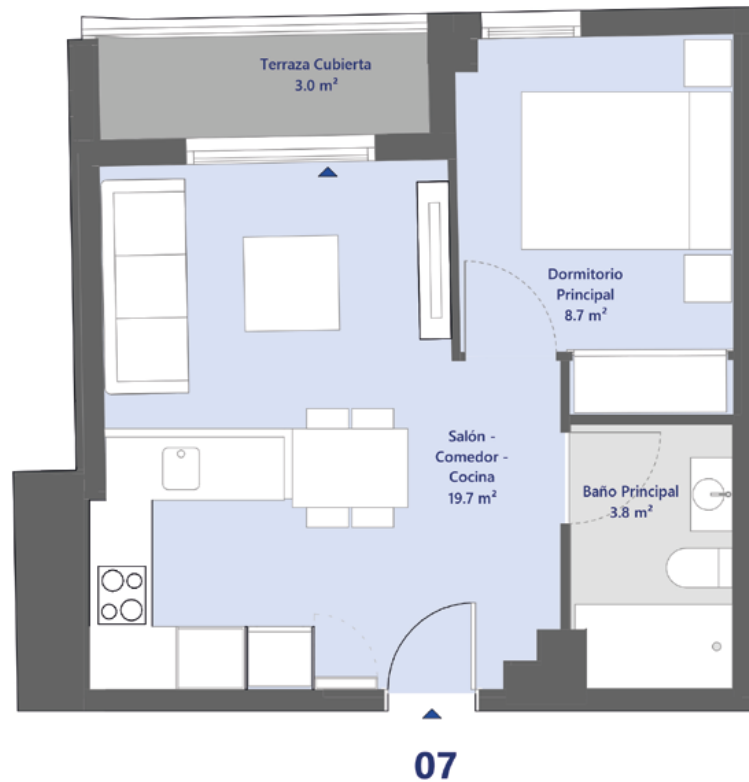 Terraza Cubierta
3.0 m²
Dormitorio
Principal
8.7 m²
Salón -
Comedor -
Cocina
19.7 m²
Baño Principal
3.8 m²
07